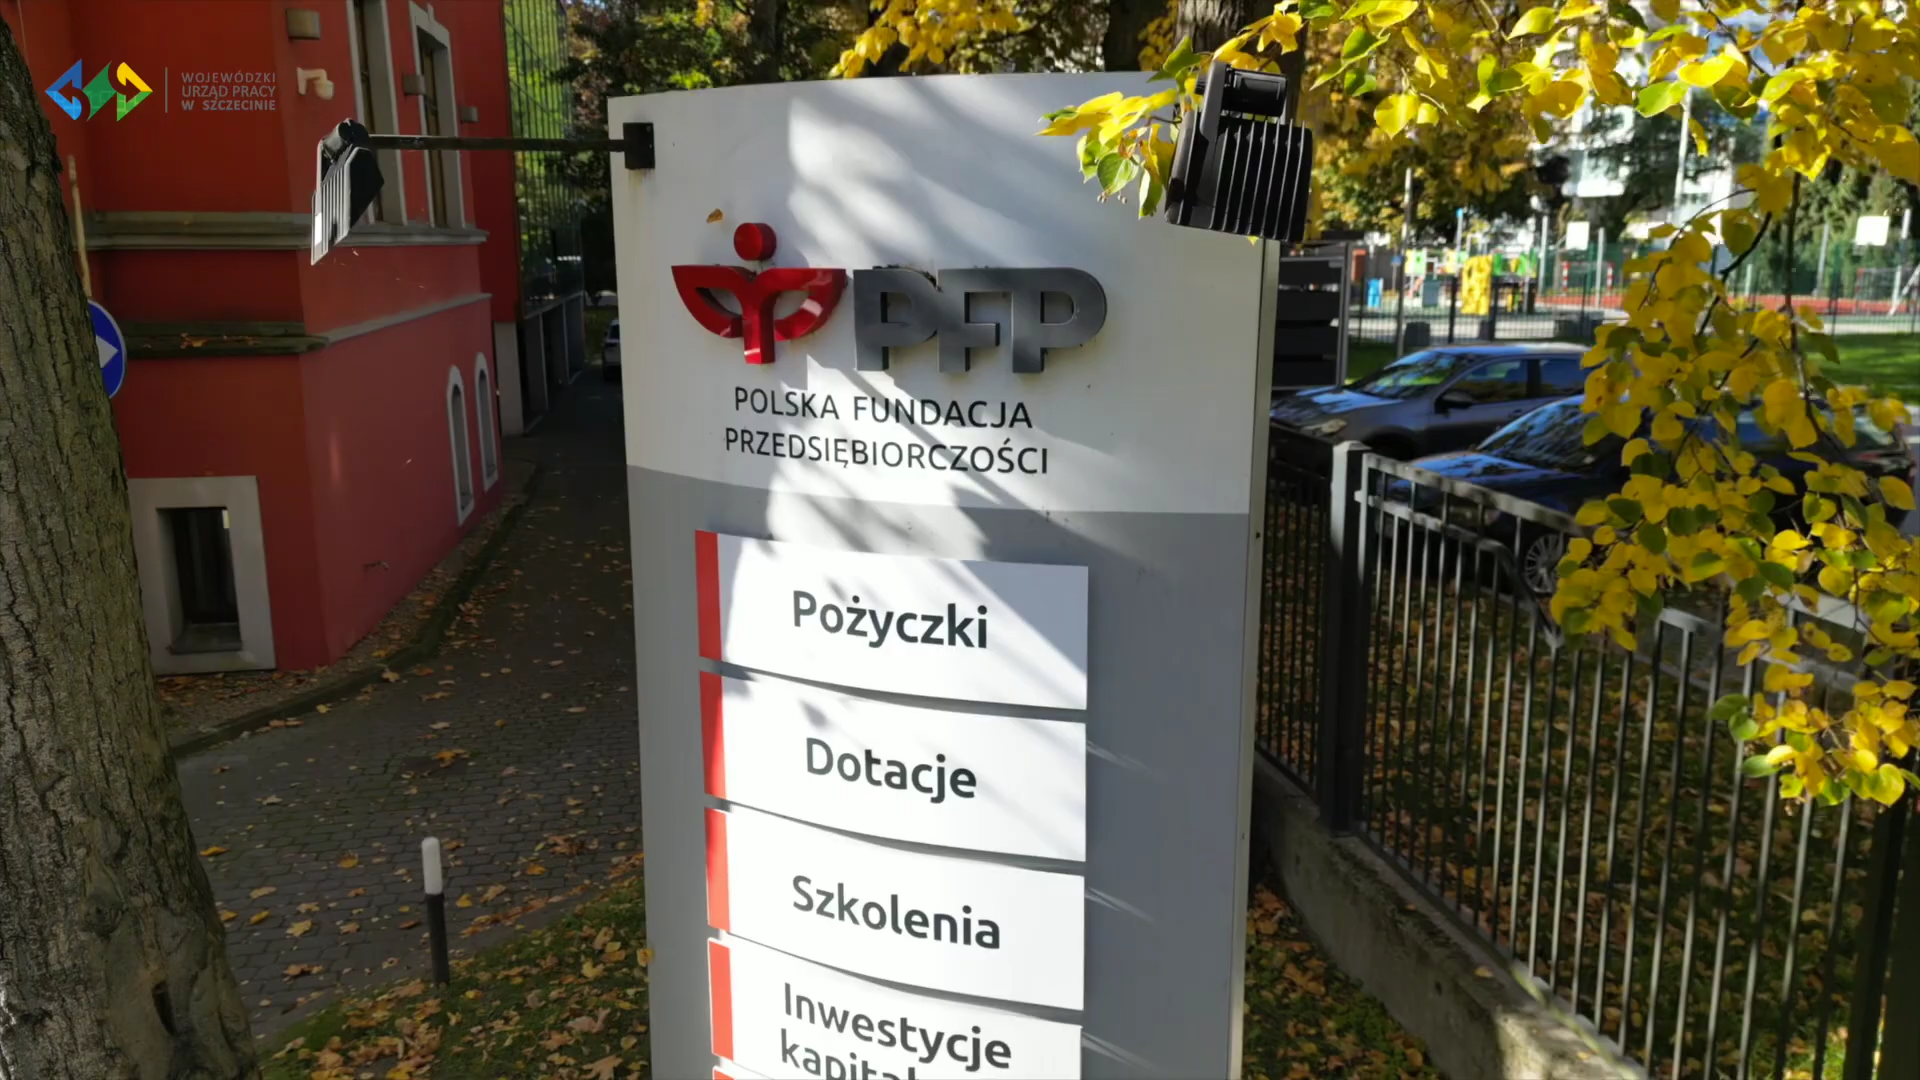 WOJEWÓDZKI
URZĄD PRACY
W SZCZECINIE
PFP
POLSKA FUNDACJA
PRZEDSIĘBIORCZOŚCI
Pożyczki
Dotacje
Szkolenia
Inwestycje